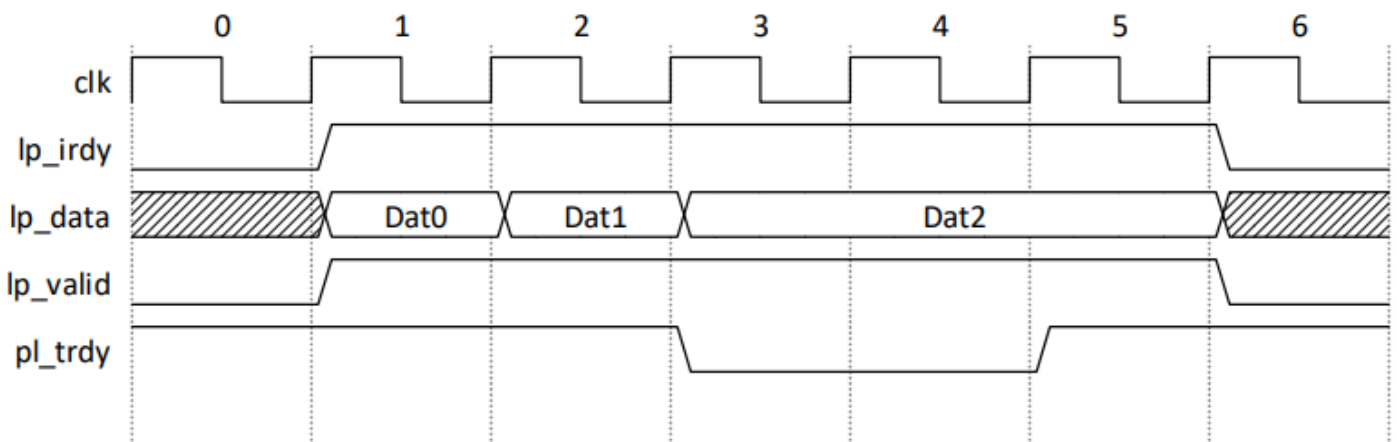 0 1 2 3 4 5 6
clk
lp_irdy
lp_data Dat0 Dat1 Dat2
lp_valid
pl_trdy